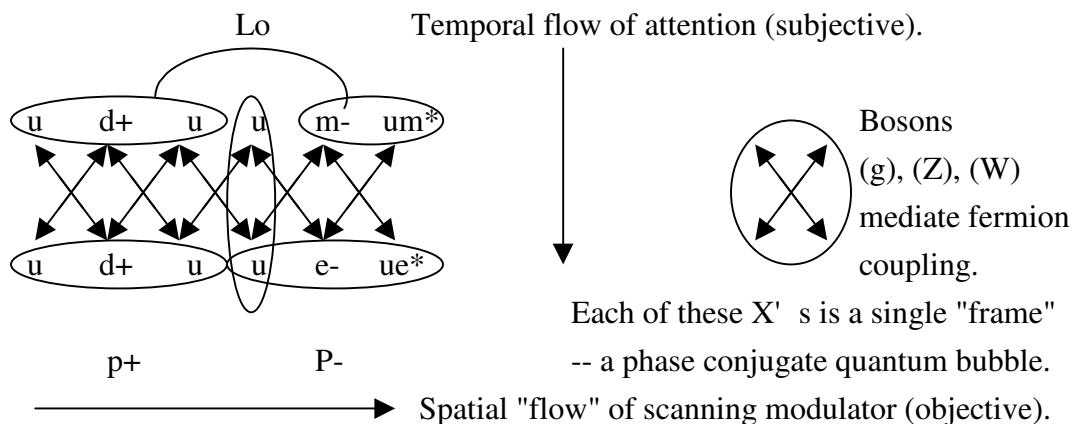 Lo Temporal flow of attention (subjective).
u d+ u u m- um*
Bosons
(g), (Z), (W)
mediate fermion
coupling.
u d+ u u e- ue*
Each of these X' s is a single "frame"
p+ P- -- a phase conjugate quantum bubble.
Spatial "flow" of scanning modulator (objective).